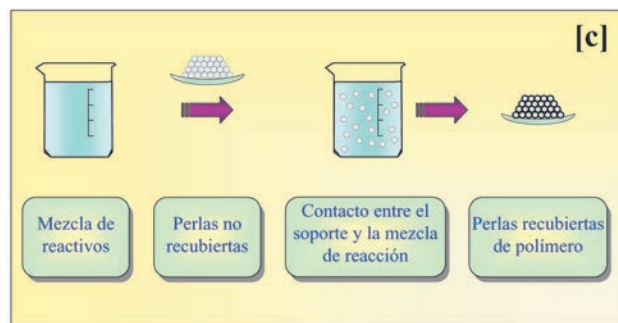 [c]
Mezcla de
reactivos
Perlas no
recubiertas
Contacto entre el
soporte y la mezcla
de reacción
Perlas recubiertas
de polímero